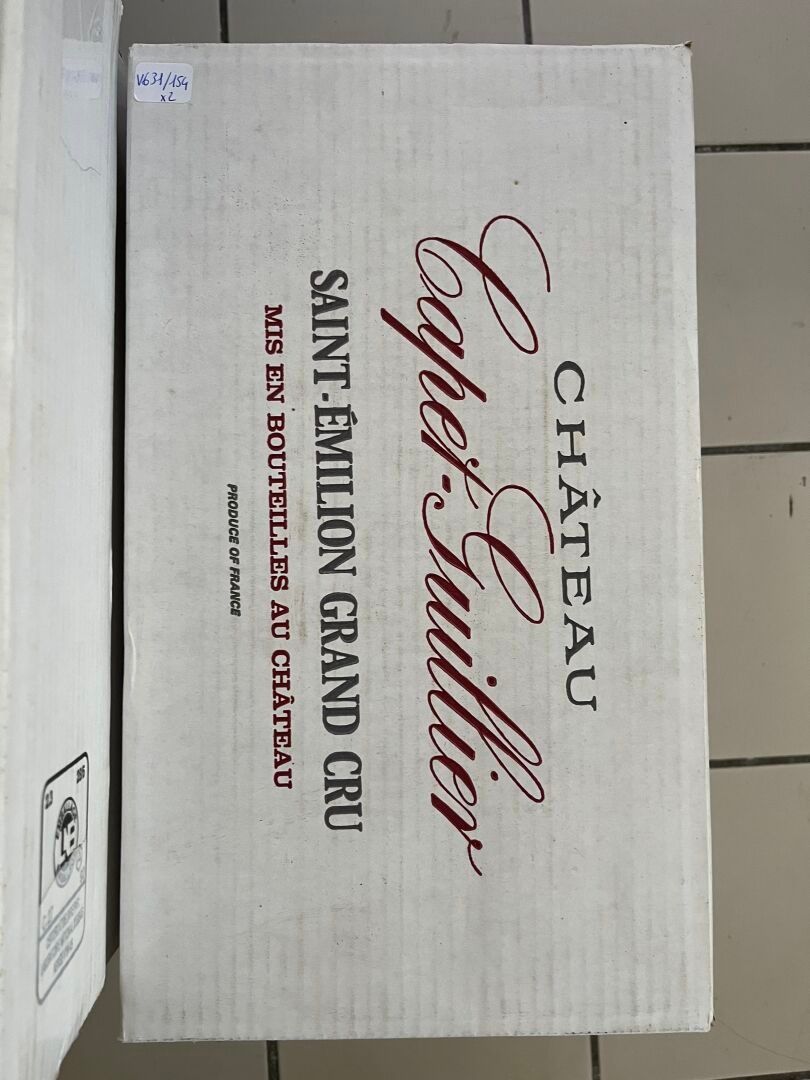 V631/154
x2
CHÂTEAU
Capet-Guillier
SAINT-ÉMILION GRAND CRU
MIS EN BOUTEILLES AU CHÂTEAU
PRODUCE OF FRANCE